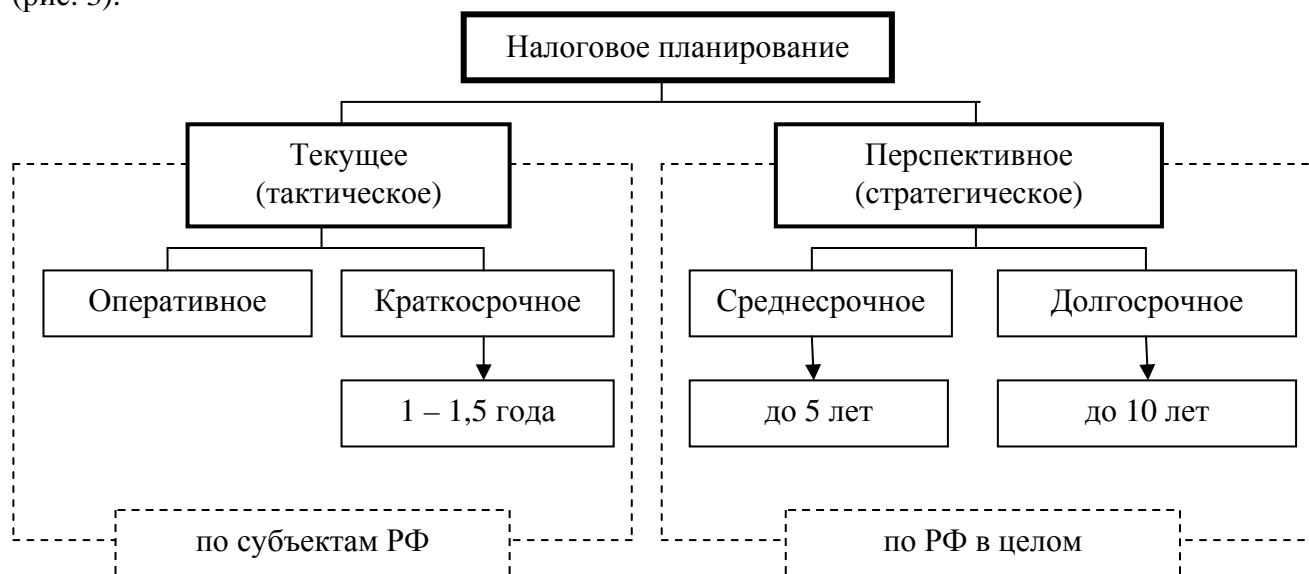 (рис. 3).
Налоговое планирование
Текущее
(тактическое)
Перспективное
(стратегическое)
Оперативное
Краткосрочное
Среднесрочное
Долгосрочное
1 – 1,5 года
до 5 лет
до 10 лет
по субъектам РФ
по РФ в целом